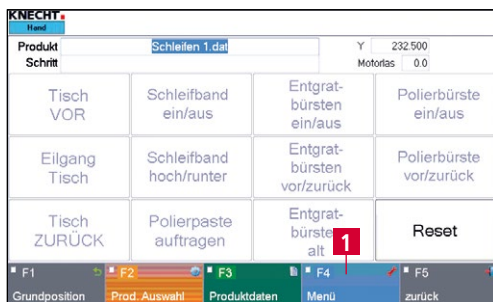 KNECHT
Hand
Produkt Schleifen 1.dat Y 232.500
Schritt Motorlas 0.0
Tisch
VOR
Schleifband
ein/aus
Entgrat-
bürsten
ein/aus
Polierbürste
ein/aus
Eilgang
Tisch
Schleifband
hoch/runter
Entgrat-
bürsten
vor/zurück
Polierbürste
vor/zurück
Tisch
ZURÜCK
Polierpaste
auftragen
Entgrat-
bürste
alt
Reset
1
F1 F2 F3 F4 F5
Grundposition Prod. Auswahl Produktdaten Menü zurück